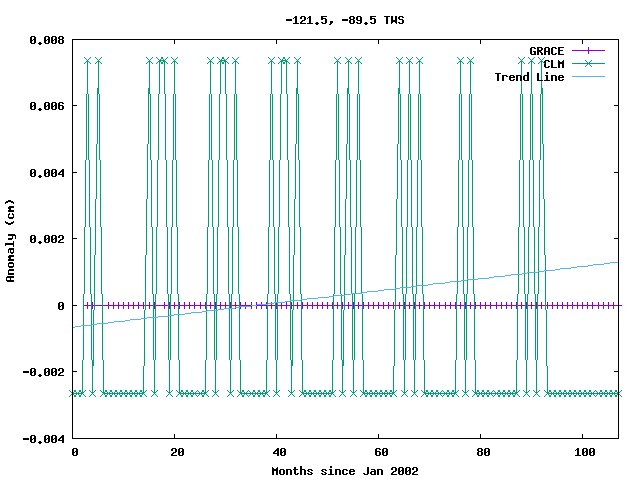 -121.5, -89.5 TWS
0.008
0.006
0.004
0.002
0
-0.002
-0.004
Anomaly (cm)
GRACE
CLM
Trend Line
0 20 40 60 80 100
Months since Jan 2002